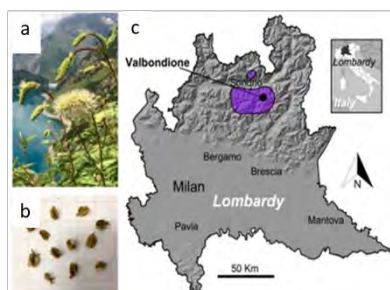 a
b
c
Valbondione
Lombardy
Italy
Bergamo
Brescia
Milan
Lombardy
Pavia
Mantova
N
50 Km